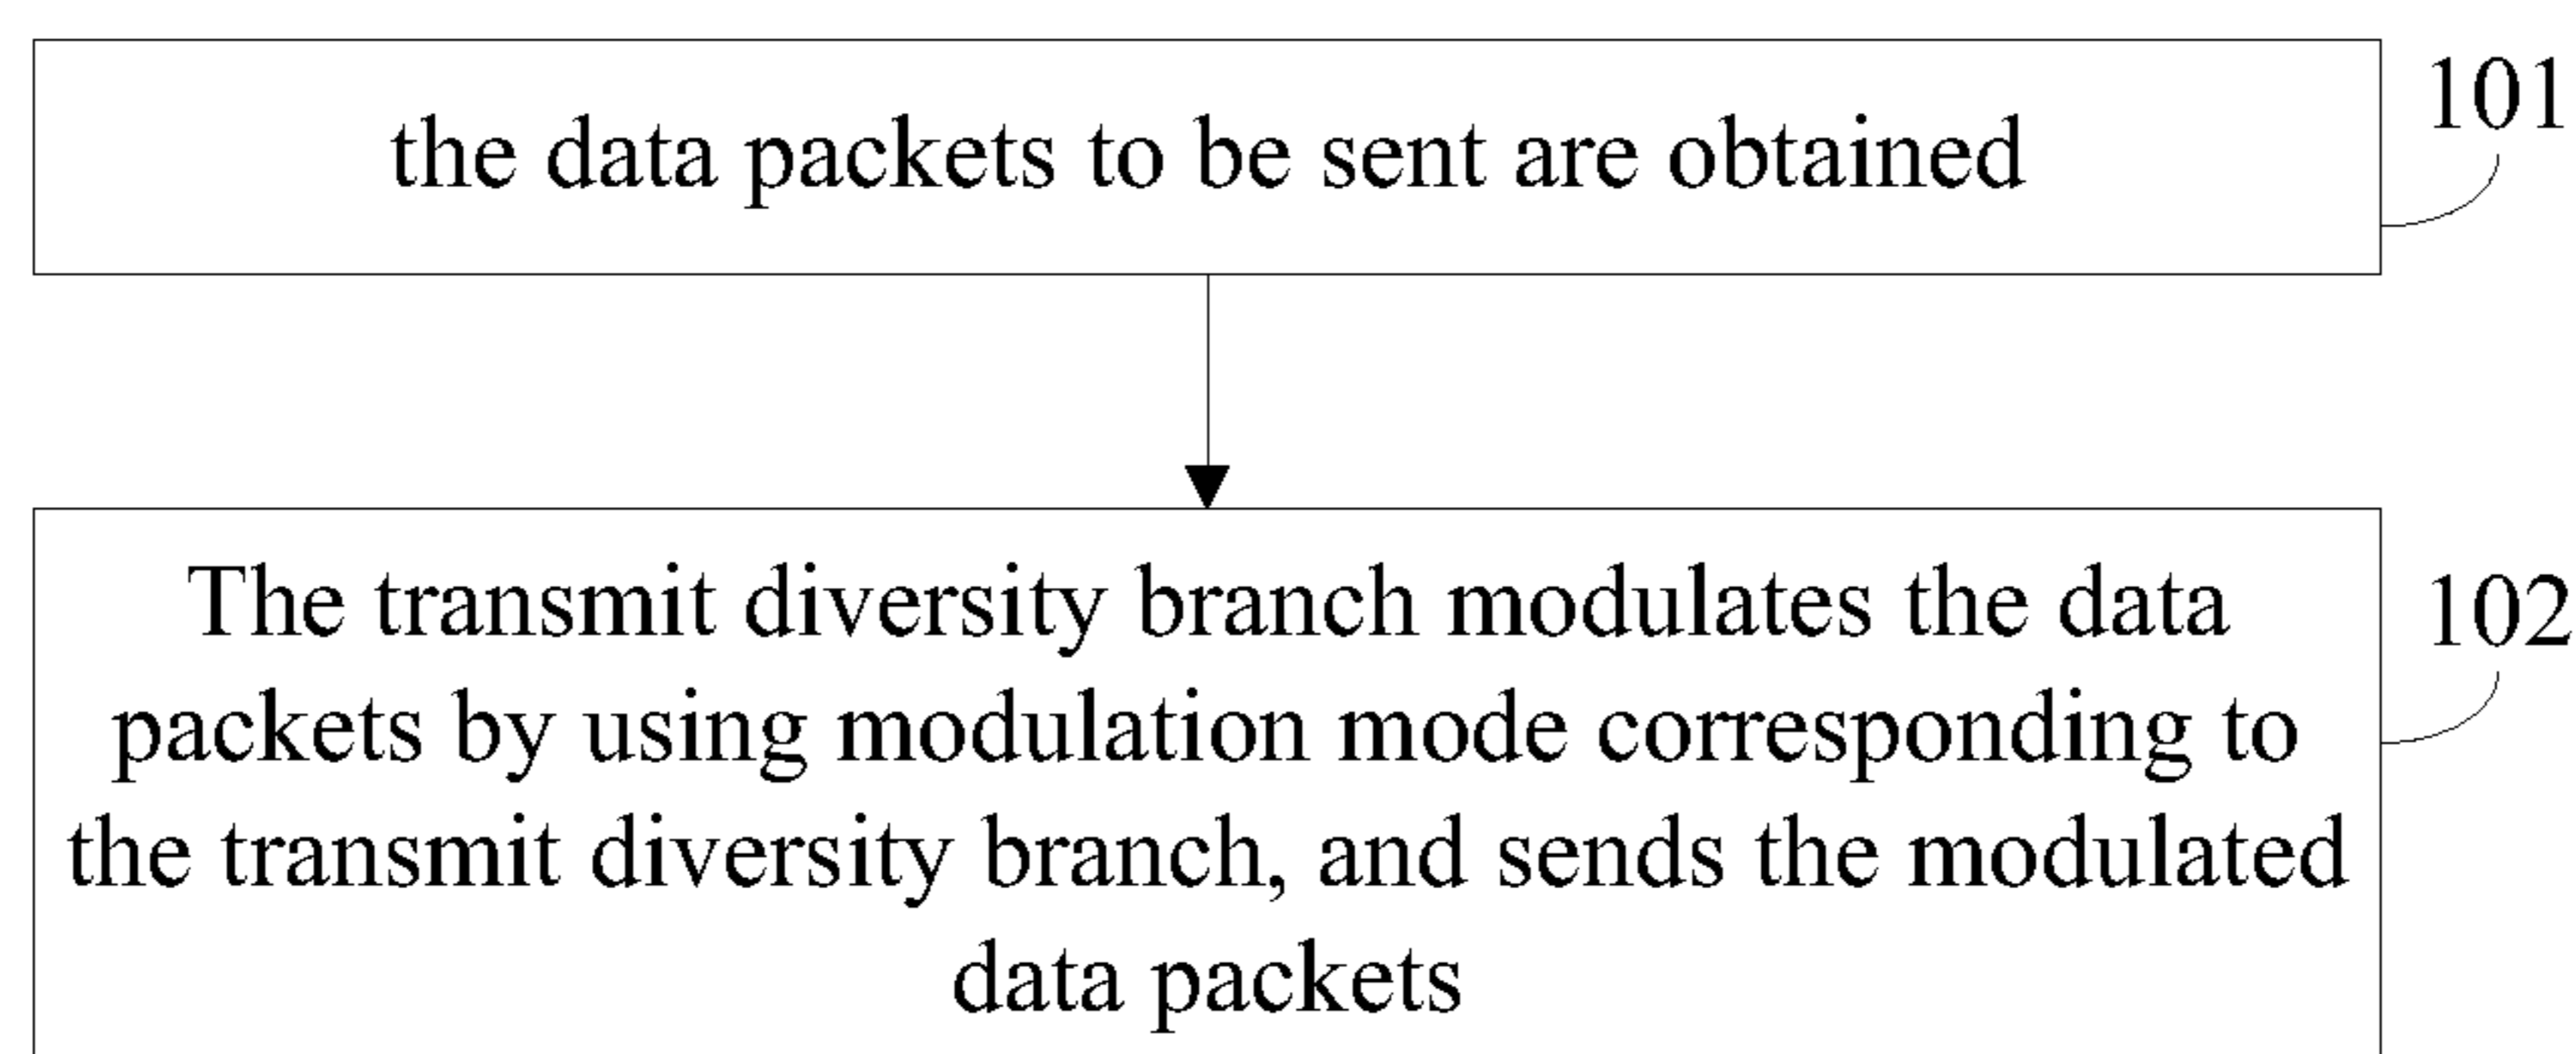 the data packets to be sent are obtained
101
The transmit diversity branch modulates the data
packets by using modulation mode corresponding to
the transmit diversity branch, and sends the modulated
data packets
102